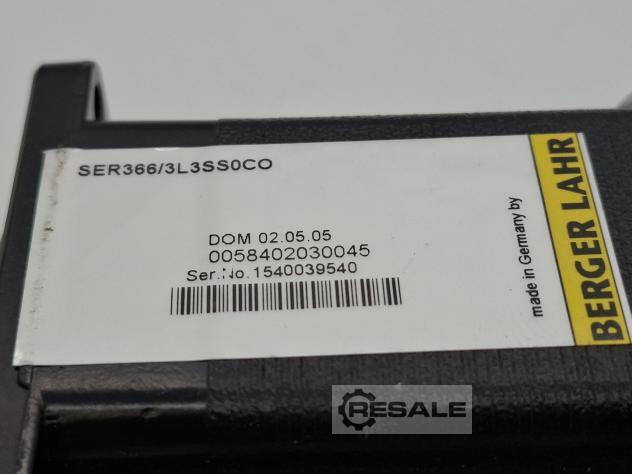 SER366/3L3SS0CO
DOM 02.05.05
0058402030045
Ser.No.1540039540
made in Germany by
BERGER LAHR
RESALE